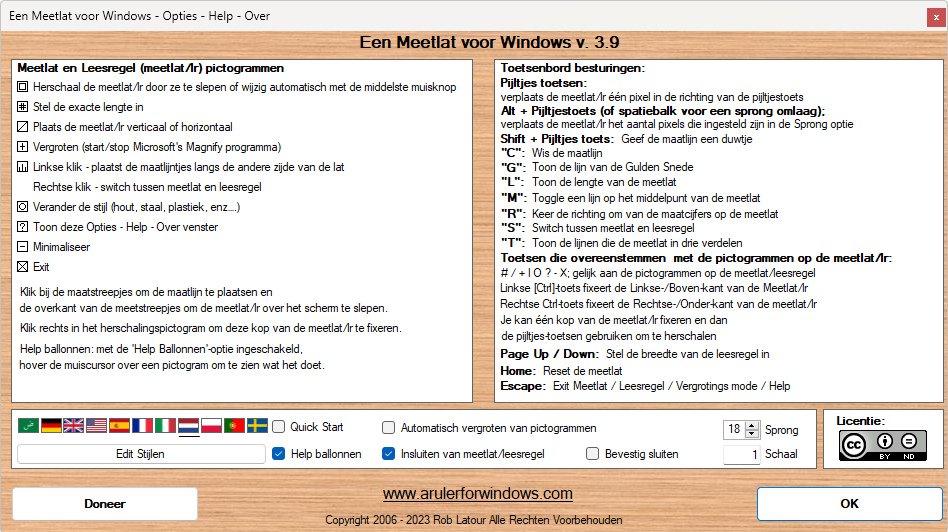 Een Meetlat voor Windows - Opties - Help - Over
x
Een Meetlat voor Windows v. 3.9
Meetlat en Leesregel (meetlat/lr) pictogrammen
Herschaal de meetlat/lr door ze te slepen of wijzig automatisch met de middelste muisknop
Stel de exacte lengte in
Plaats de meetlat/lr verticaal of horizontaal
Vergroten (start/stop Microsoft's Magnify programma)
Linkse klik - plaatst de maatlijntjes langs de andere zijde van de lat
Rechtse klik - switch tussen meetlat en leesregel
Verander de stijl (hout, staal, plastiek, enz....)
? Toon deze Opties - Help - Over venster
Minimaliseer
Exit
Klik bij de maatstreepjes om de maatlijn te plaatsen en
de overkant van de meetstreepjes om de meetlat/lr over het scherm te slepen.
Klik rechts in het herschalingspictogram om deze kop van de meetlat/lr te fixeren.
Help ballonnen: met de 'Help Ballonnen'-optie ingeschakeld,
hover de muiscursor over een pictogram om te zien wat het doet.
Toetsenbord besturingen:
Pijltjes toetsen:
verplaats de meetlat/lr één pixel in de richting van de pijltjestoets
Alt + Pijltjestoets (of spatiebalk voor een sprong omlaag);
verplaats de meetlat/lr het aantal pixels die ingesteld zijn in de Sprong optie
Shift + Pijltjes toets: Geef de maatlijn een duwtje
"C": Wis de maatlijn
"G": Toon de lijn van de Gulden Snede
"L": Toon de lengte van de meetlat
"M": Toggle een lijn op het middelpunt van de meetlat
"R": Keer de richting om van de maatcijfers op de meetlat
"S": Switch tussen meetlat en leesregel
"T": Toon de lijnen die de meetlat in drie verdelen
Toetsen die overeenstemmen met de pictogrammen op de meetlat/lr:
# / + I O ? - X; gelijk aan de pictogrammen op de meetlat/leesregel
Linkse [Ctrl]-toets fixeert de Linkse-/Boven-kant van de Meetlat/lr
Rechtse Ctrl-toets fixeert de Rechtse-/Onder-kant van de meetlat/lr
Je kan één kop van de meetlat/lr fixeren en dan
de pijltjes-toetsen gebruiken om te herschalen
Page Up / Down: Stel de breedte van de leesregel in
Home: Reset de meetlat
Escape: Exit Meetlat / Leesregel / Vergrotings mode / Help
Quick Start
Automatisch vergroten van pictogrammen
18 Sprong
Edit Stijlen
Help ballonnen
Insluiten van meetlat/leesregel
Bevestig sluiten
1 Schaal
Licentie:
cc BY ND
Doneer
www.arulerforwindows.com
OK
Copyright 2006 - 2023 Rob Latour Alle Rechten Voorbehouden